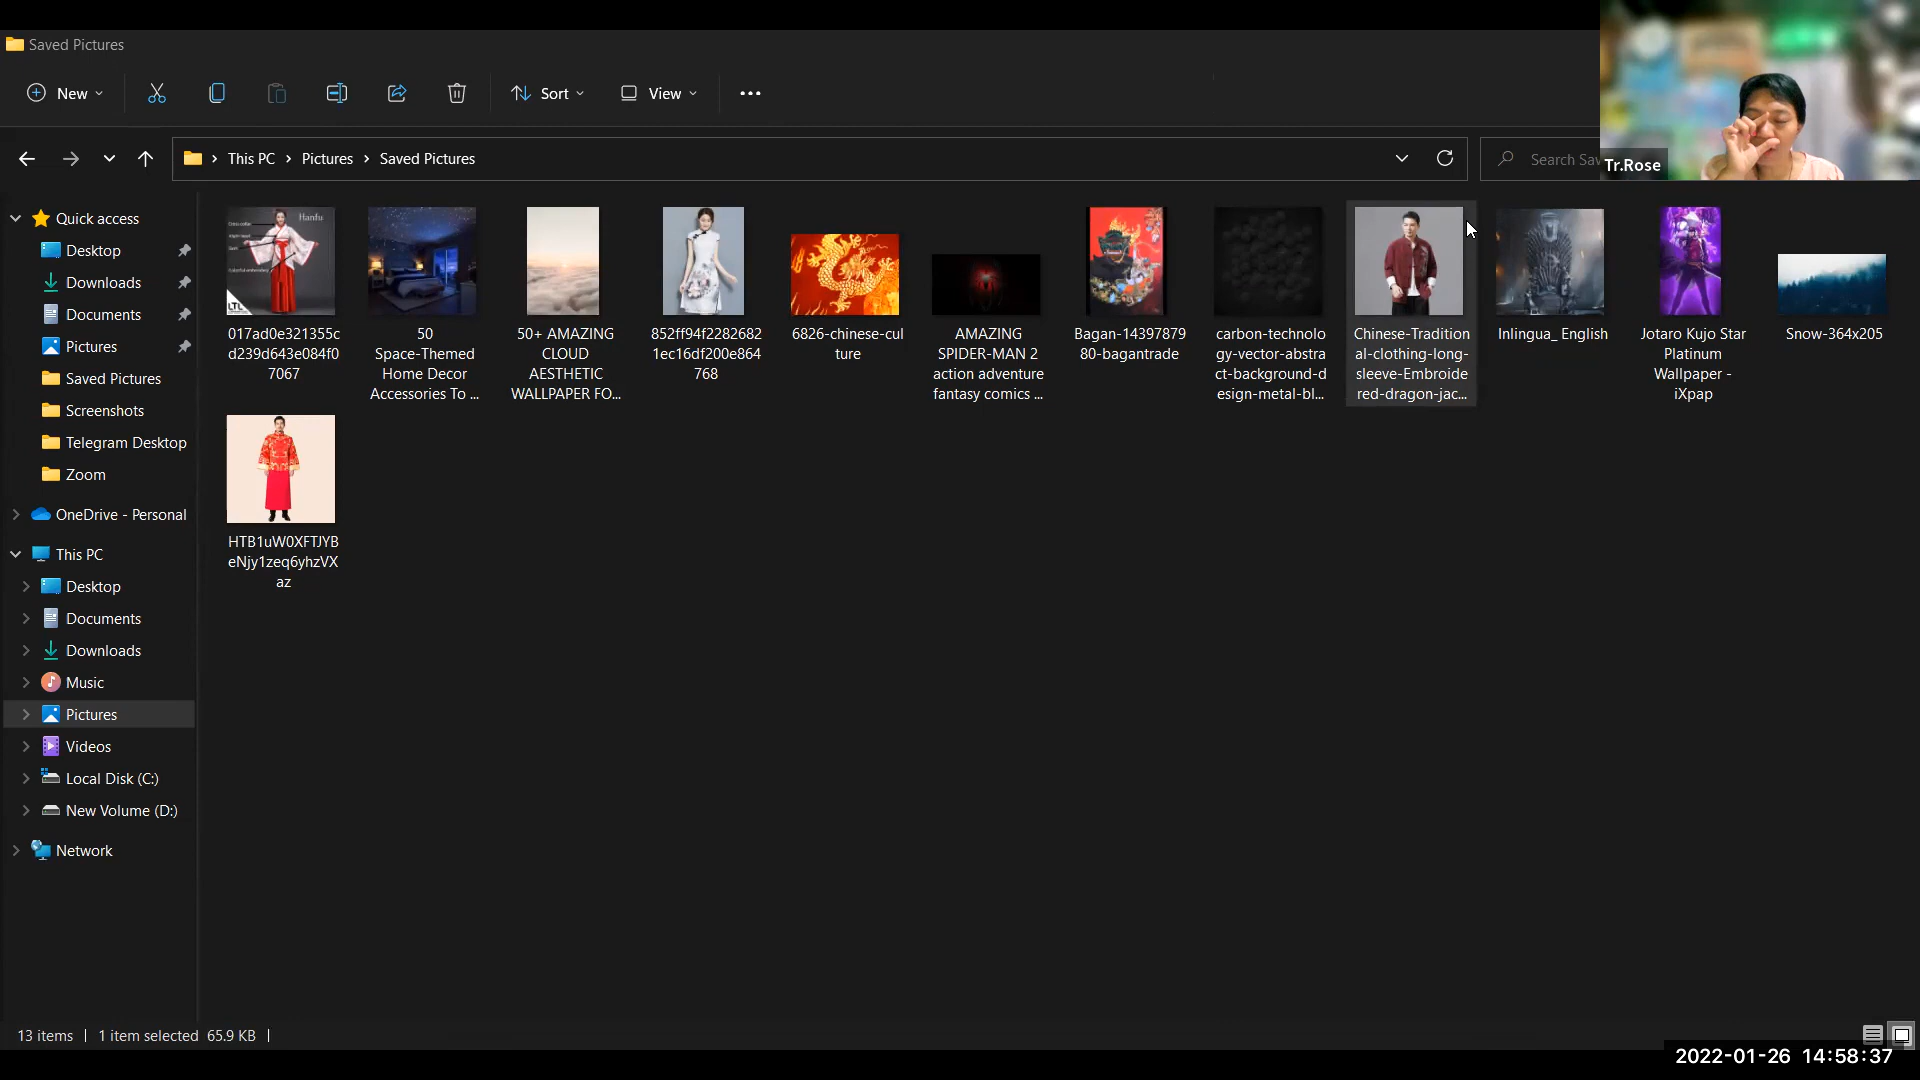 Saved Pictures
New
Sort
View
This PC
Pictures
Saved Pictures
Search Sav
Tr.Rose
Quick access
Desktop
Downloads
Documents
Pictures
Saved Pictures
Screenshots
Telegram Desktop
Zoom
OneDrive - Personal
This PC
Desktop
Documents
Downloads
Music
Pictures
Videos
Local Disk (C:)
New Volume (D:)
Network
Hanfu
LTL
017ad0e321355c
d239d643e084f0
7067
50
Space-Themed
Home Decor
Accessories To ...
50+ AMAZING
CLOUD
AESTHETIC
WALLPAPER FO...
852ff94f2282682
1ec16df200e864
768
6826-chinese-cul
ture
AMAZING
SPIDER-MAN 2
action adventure
fantasy comics ...
Bagan-14397879
80-bagantrade
carbon-technolo
gy-vector-abstra
ct-background-d
esign-metal-bl...
Chinese-Tradition
al-clothing-long-
sleeve-Embroide
red-dragon-jac...
Inlingua_ English
Jotaro Kujo Star
Platinum
Wallpaper -
iXpap
Snow-364x205
HTB1uW0XFTJYB
eNjy1zeq6yhzVX
az
13 items
1 item selected 65.9 KB
2022-01-26 14:58:37